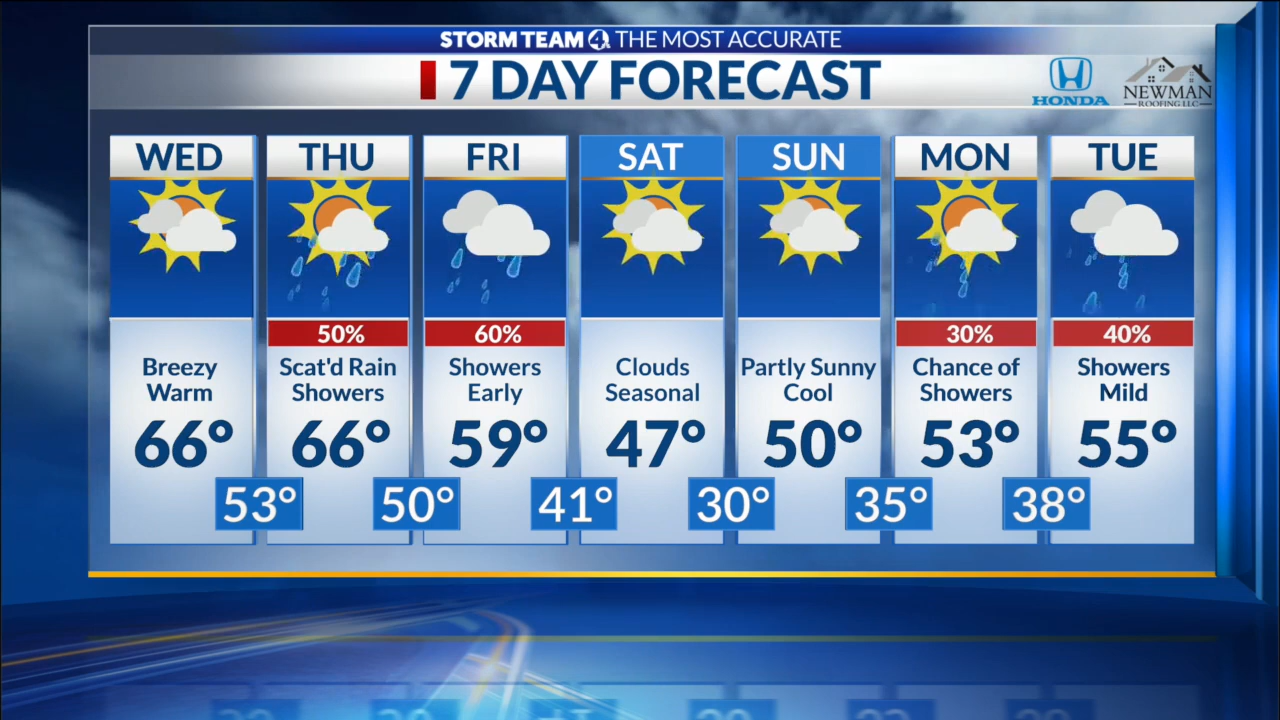 STORM TEAM 4 THE MOST ACCURATE
7 DAY FORECAST
HONDA
NEWMAN
ROOFING LLC
WED
THU
FRI
SAT
SUN
MON
TUE
50%
60%
30%
40%
Breezy
Warm
Scat'd Rain
Showers
Showers
Early
Clouds
Seasonal
Partly Sunny
Cool
Chance of
Showers
Showers
Mild
66°
66°
59°
47°
50°
53°
55°
53°
50°
41°
30°
35°
38°